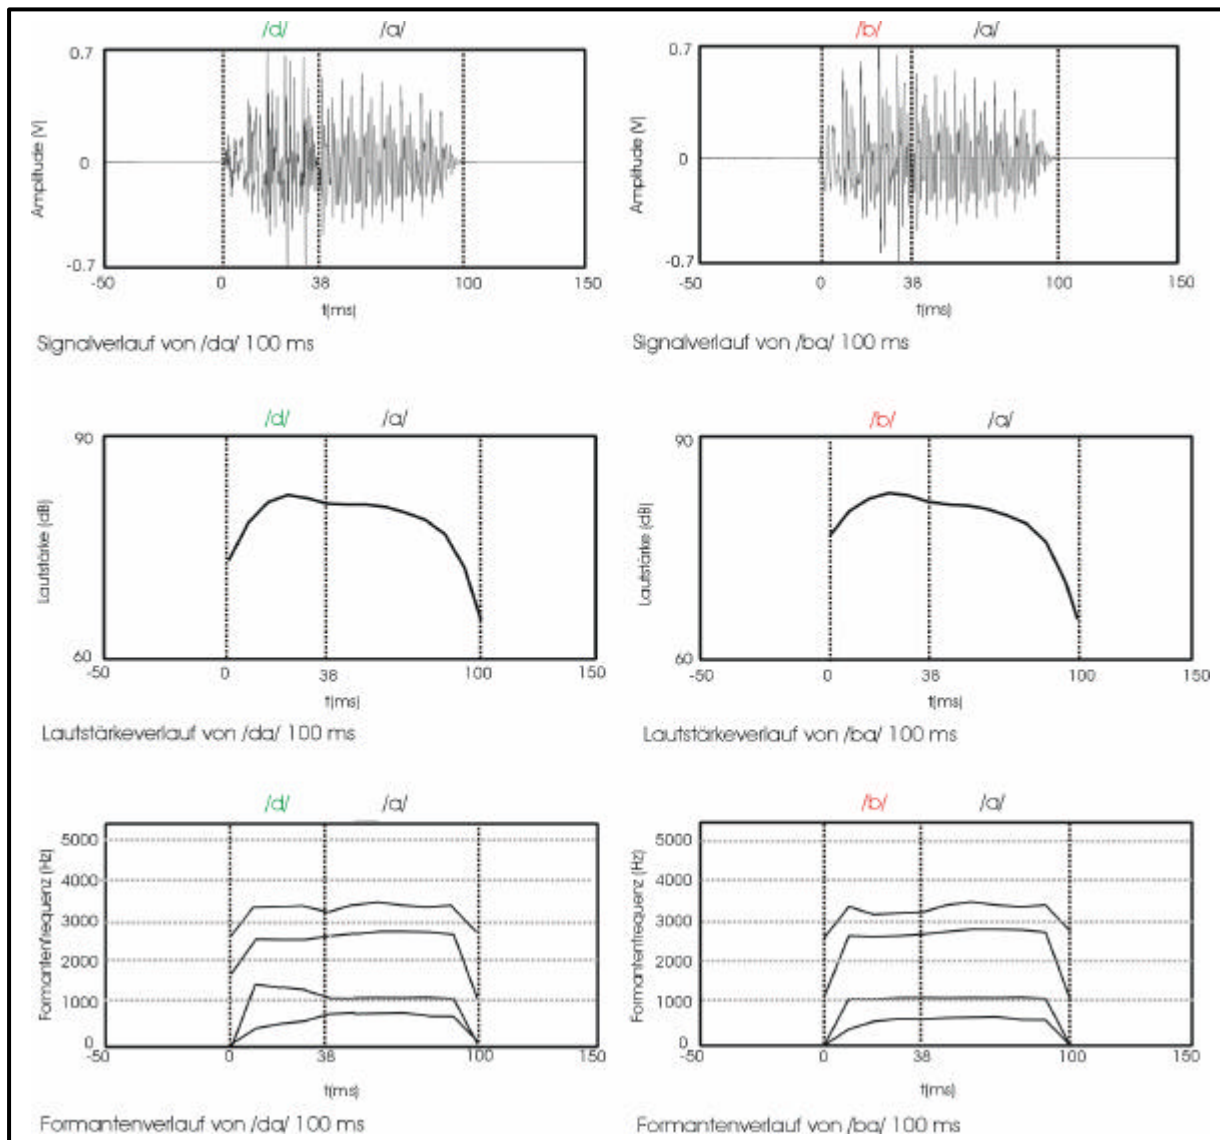 /d/ /a/
0.7
0
-0.7
Amplitude (V)
-50 0 38 100 150
t(ms)
Signalverlauf von /da/ 100 ms
/b/ /a/
0.7
0
-0.7
Amplitude (V)
-50 0 38 100 150
t(ms)
Signalverlauf von /ba/ 100 ms
/d/ /a/
90
60
Lautstärke (dB)
-50 0 38 100 150
t(ms)
Lautstärkeverlauf von /da/ 100 ms
/b/ /a/
90
60
Lautstärke (dB)
-50 0 38 100 150
t(ms)
Lautstärkeverlauf von /ba/ 100 ms
/d/ /a/
5000
4000
3000
2000
1000
0
Formantenfrequenz (Hz)
-50 0 38 100 150
t(ms)
Formantenverlauf von /da/ 100 ms
/b/ /a/
5000
4000
3000
2000
1000
0
Formantenfrequenz (Hz)
-50 0 38 100 150
t(ms)
Formantenverlauf von /ba/ 100 ms